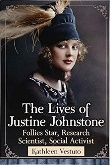 The Lives of
Justine Johnstone
Follies Star, Research
Scientist, Social Activist
Kathleen Vestuto